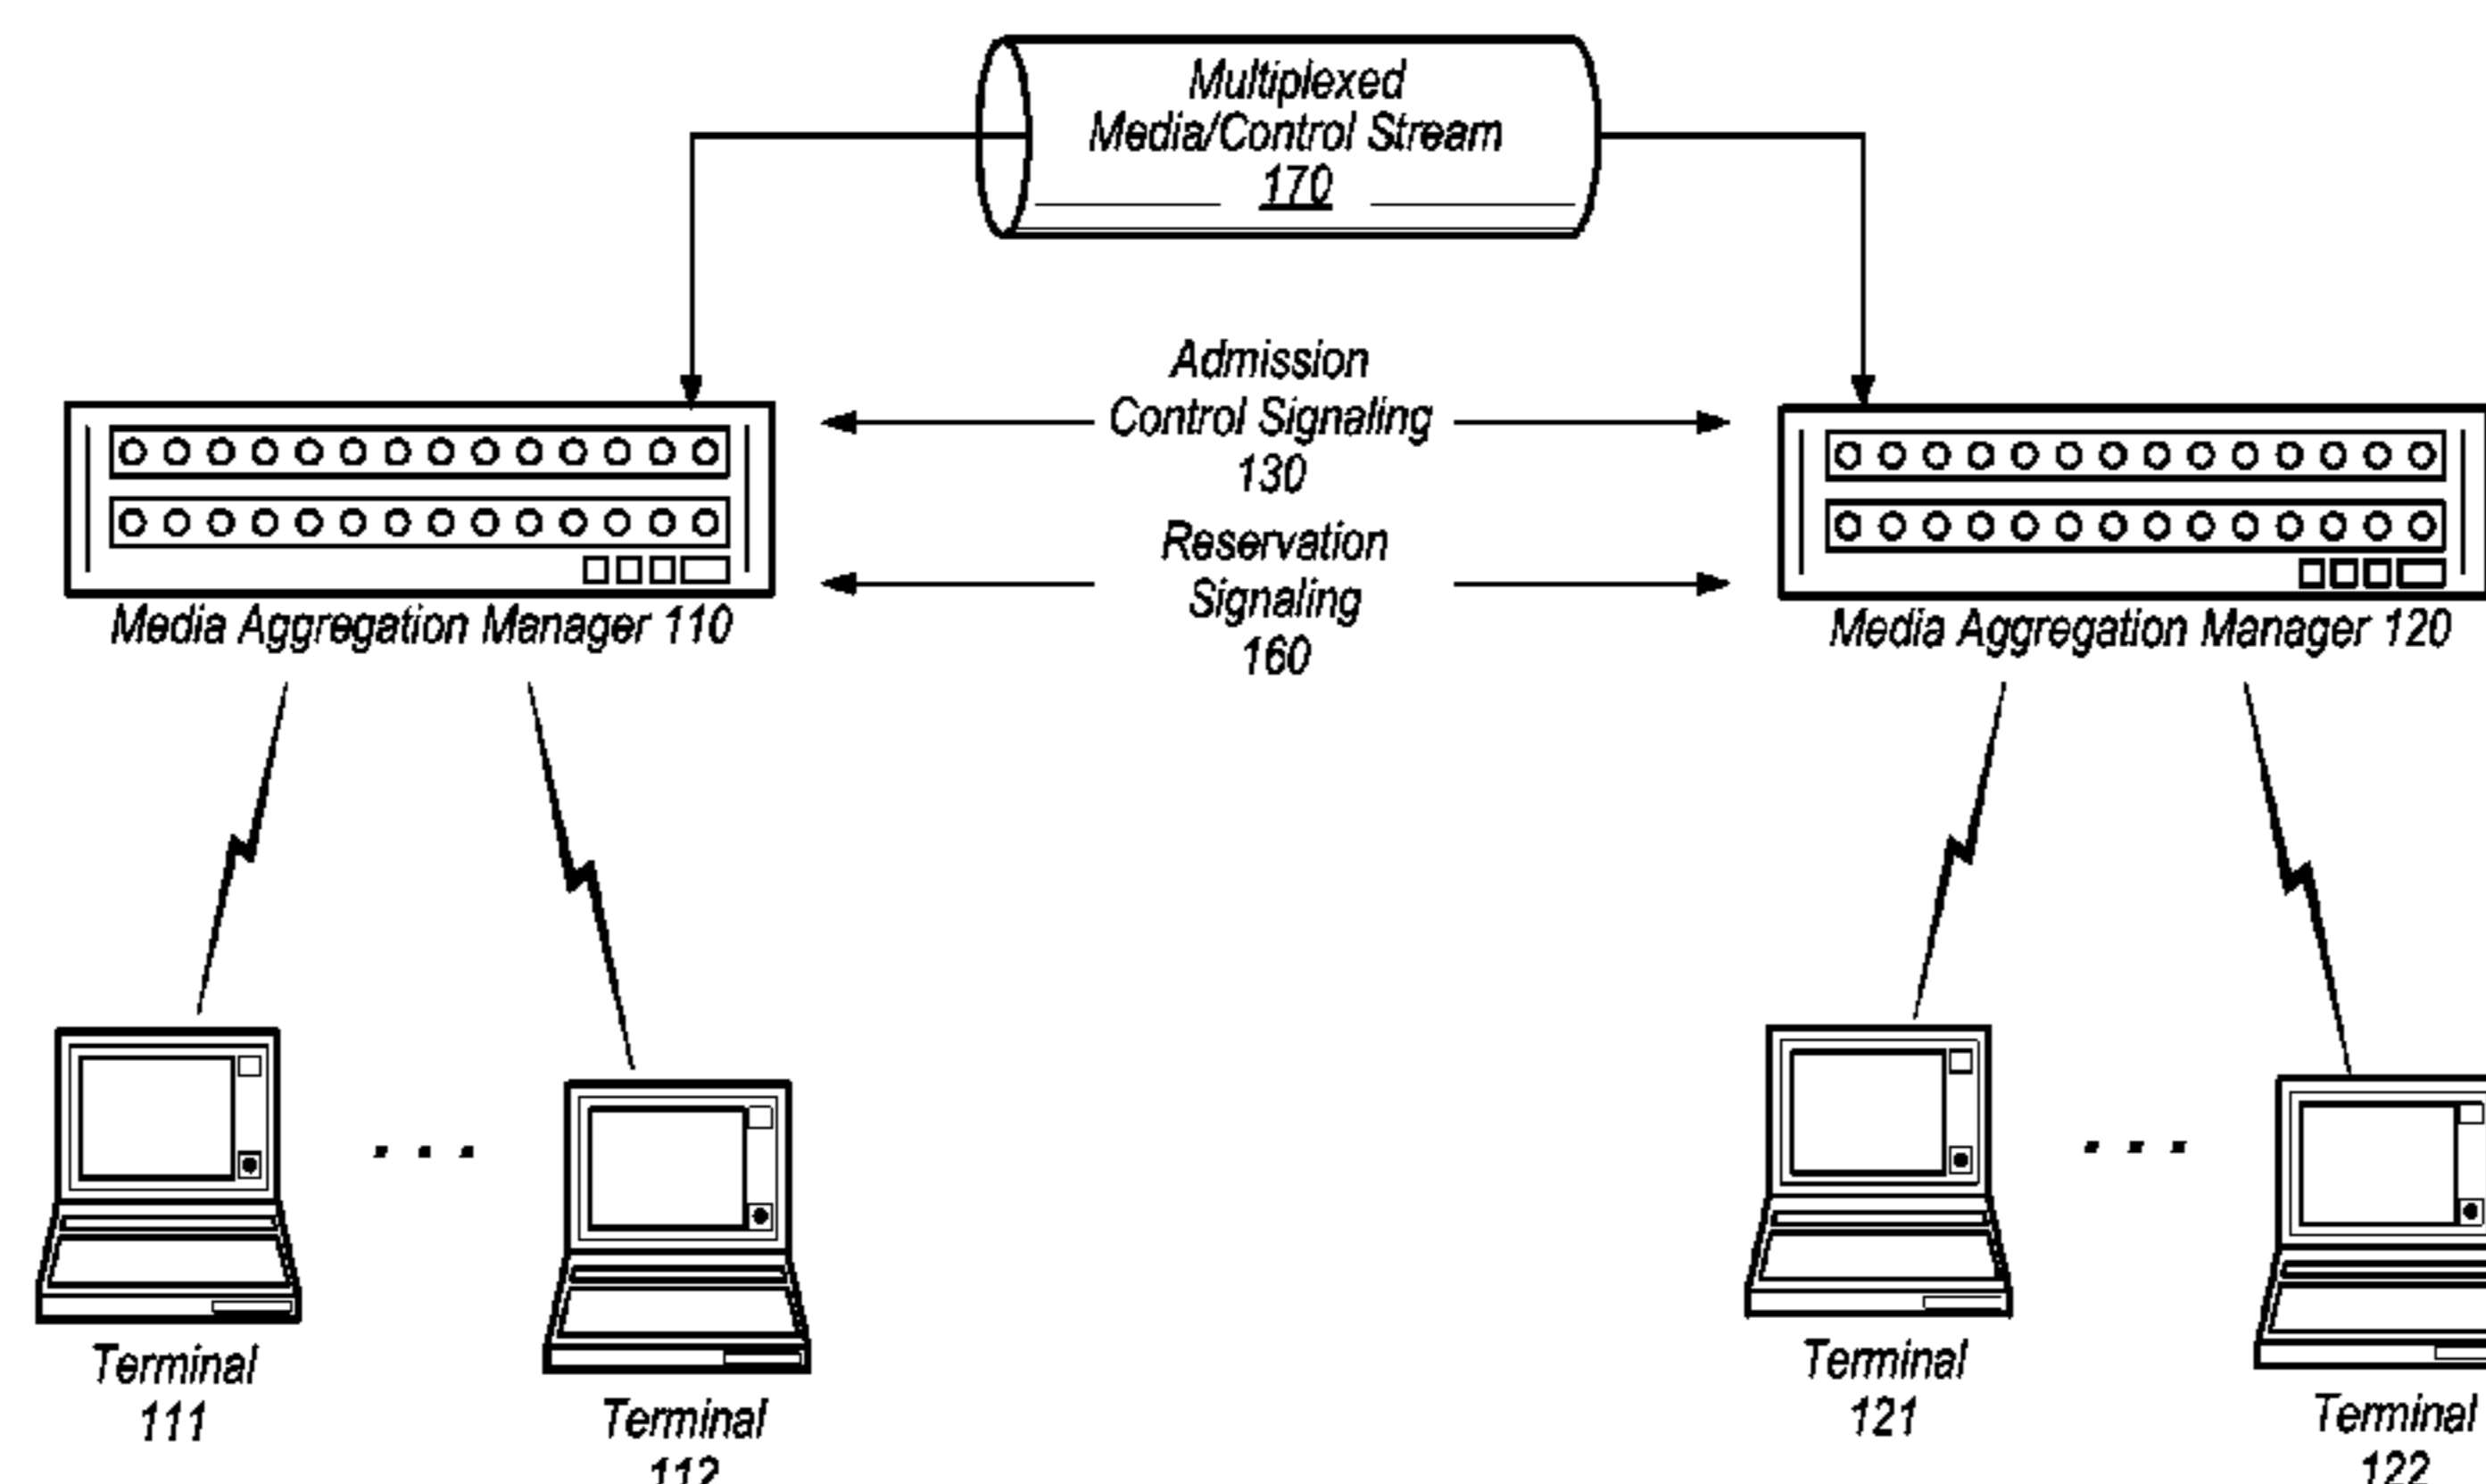 Multiplexed
Media/Control Stream
170
Admission
Control Signaling
130
Reservation
Signaling
160
Media Aggregation Manager 110
Media Aggregation Manager 120
Terminal
111
Terminal
112
Terminal
121
Terminal
122